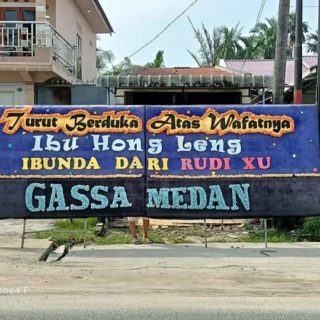 Turut Berduka Atas Wafatnya
Ibu Hong Leng
IBUNDA DARI RUDI XU
GASSA MEDAN